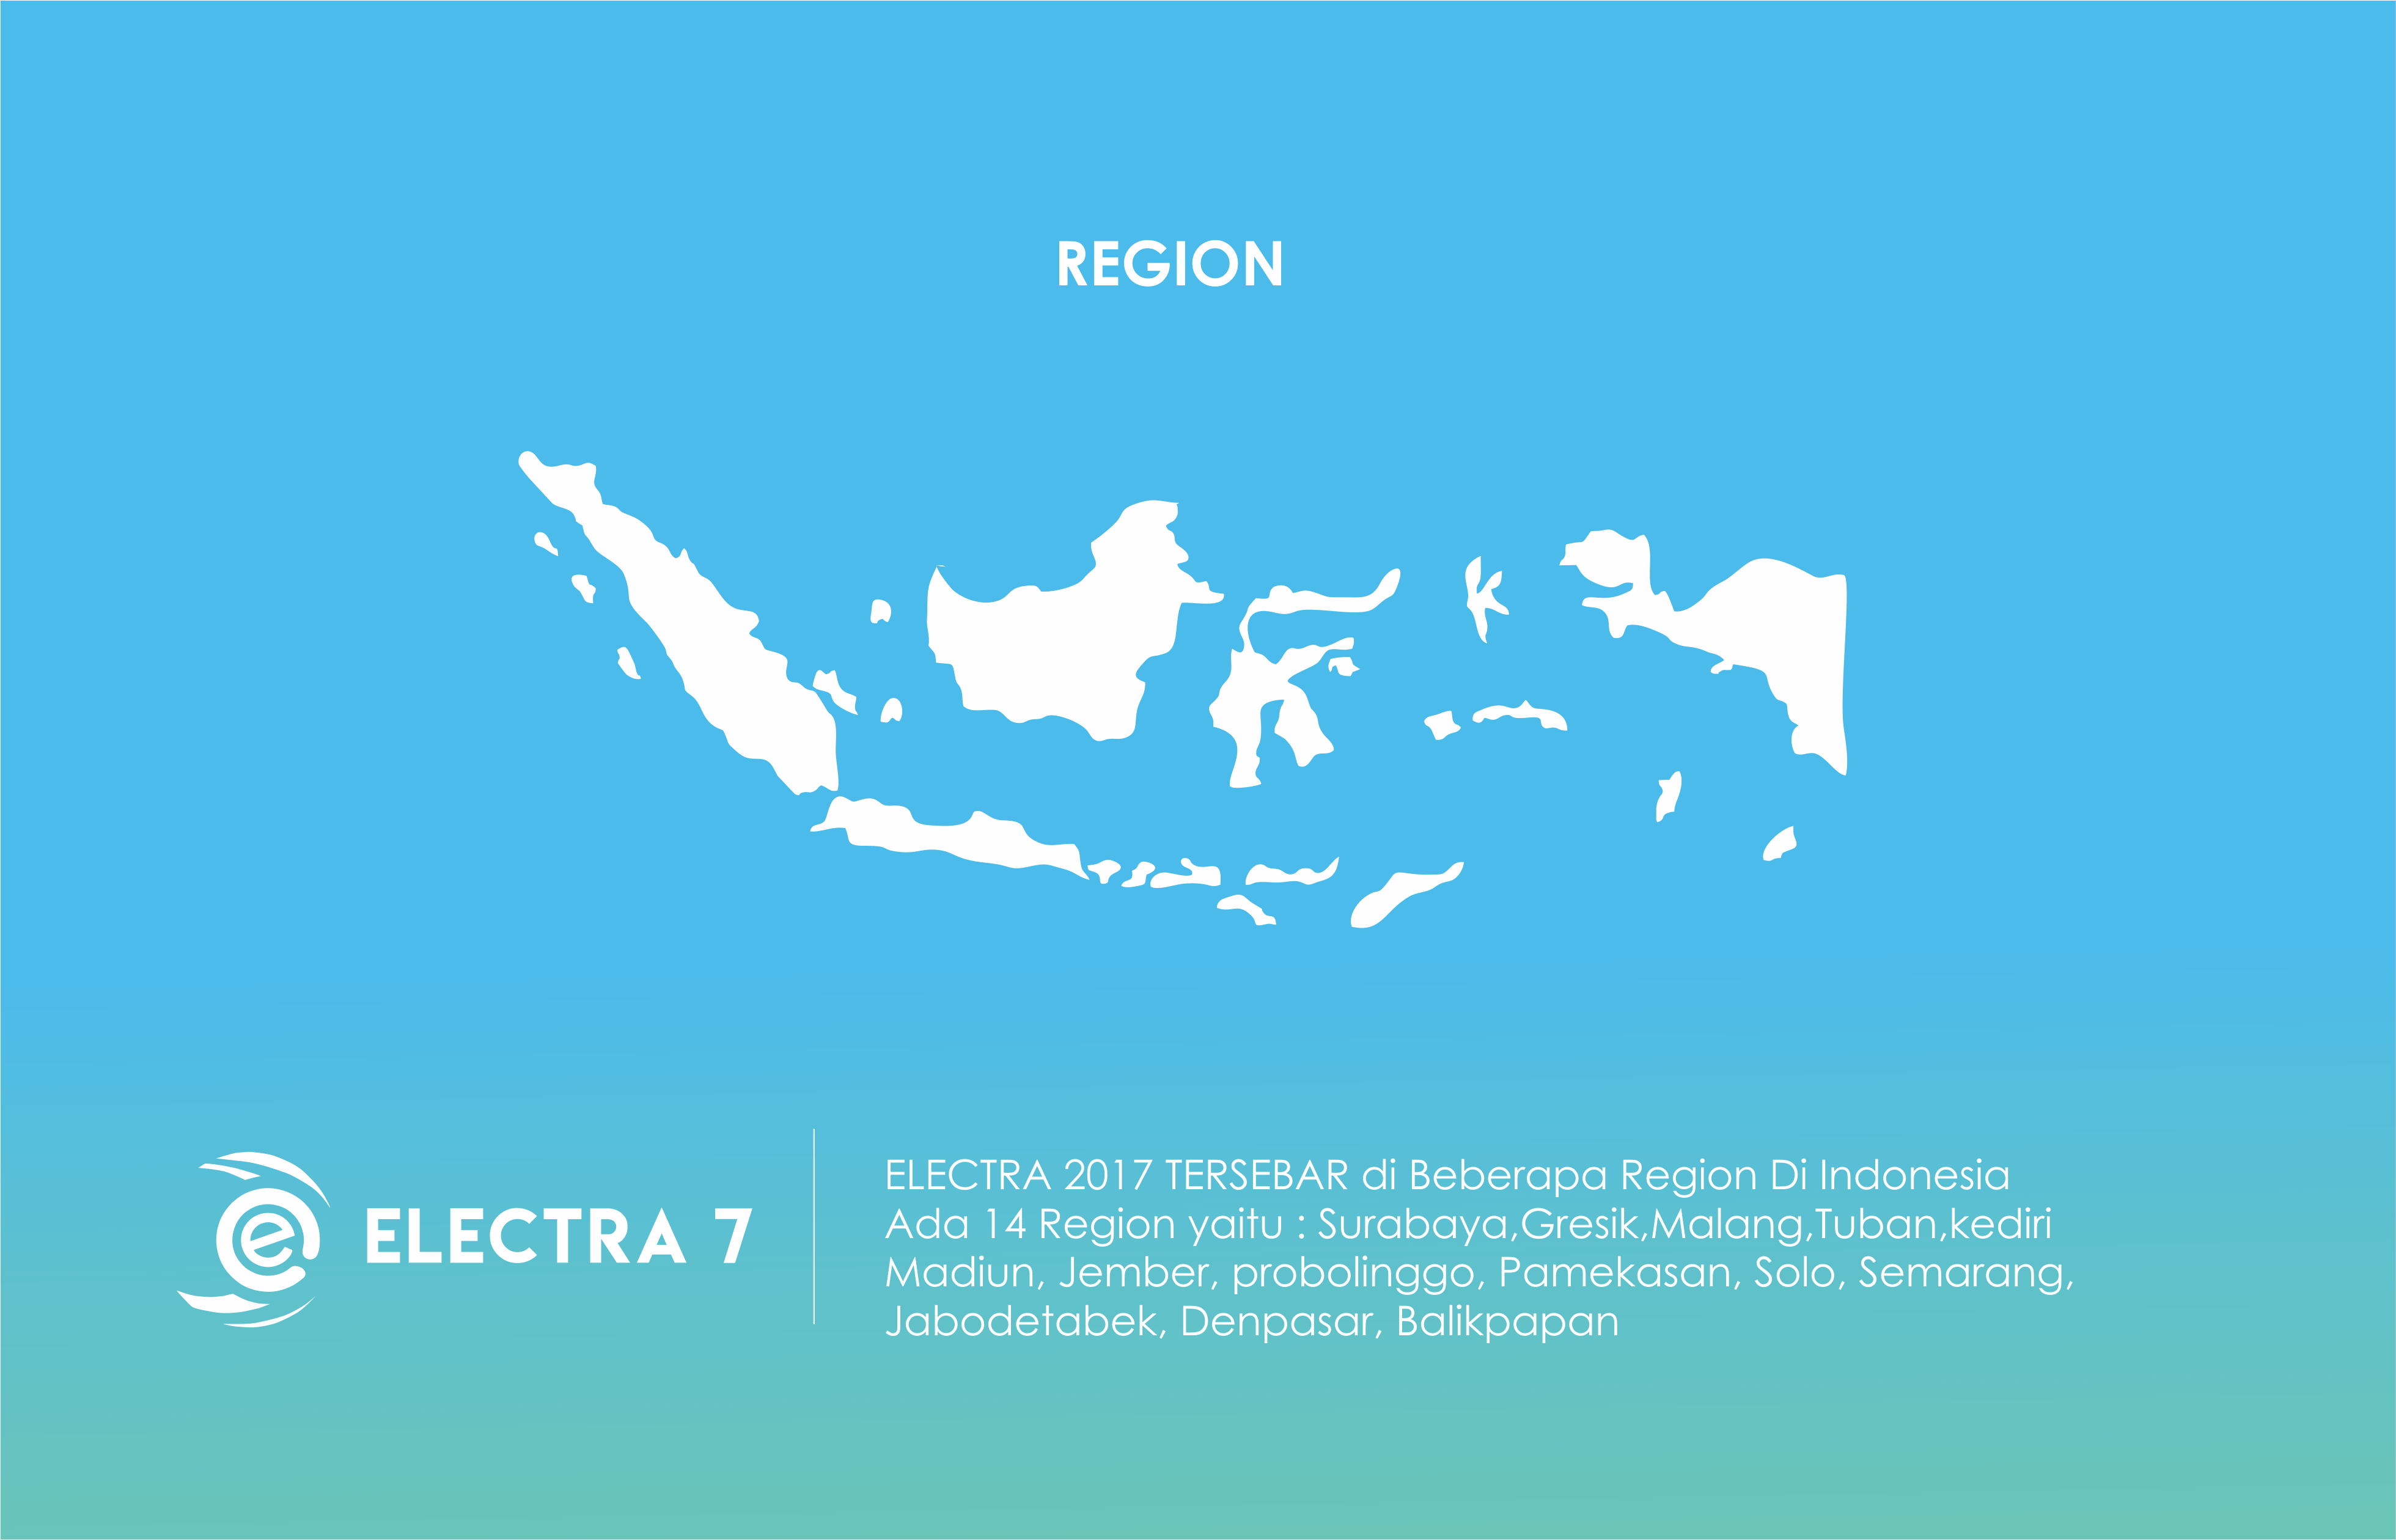 REGION
ELECTRA 7
ELECTRA 2017 TERSEBAR di Beberapa Region Di Indonesia
Ada 14 Region yaitu : Surabaya,Gresik,Malang,Tuban,kediri
Madiun, Jember, probolinggo, Pamekasan, Solo, Semarang,
Jabodetabek, Denpasar, Balikpapan